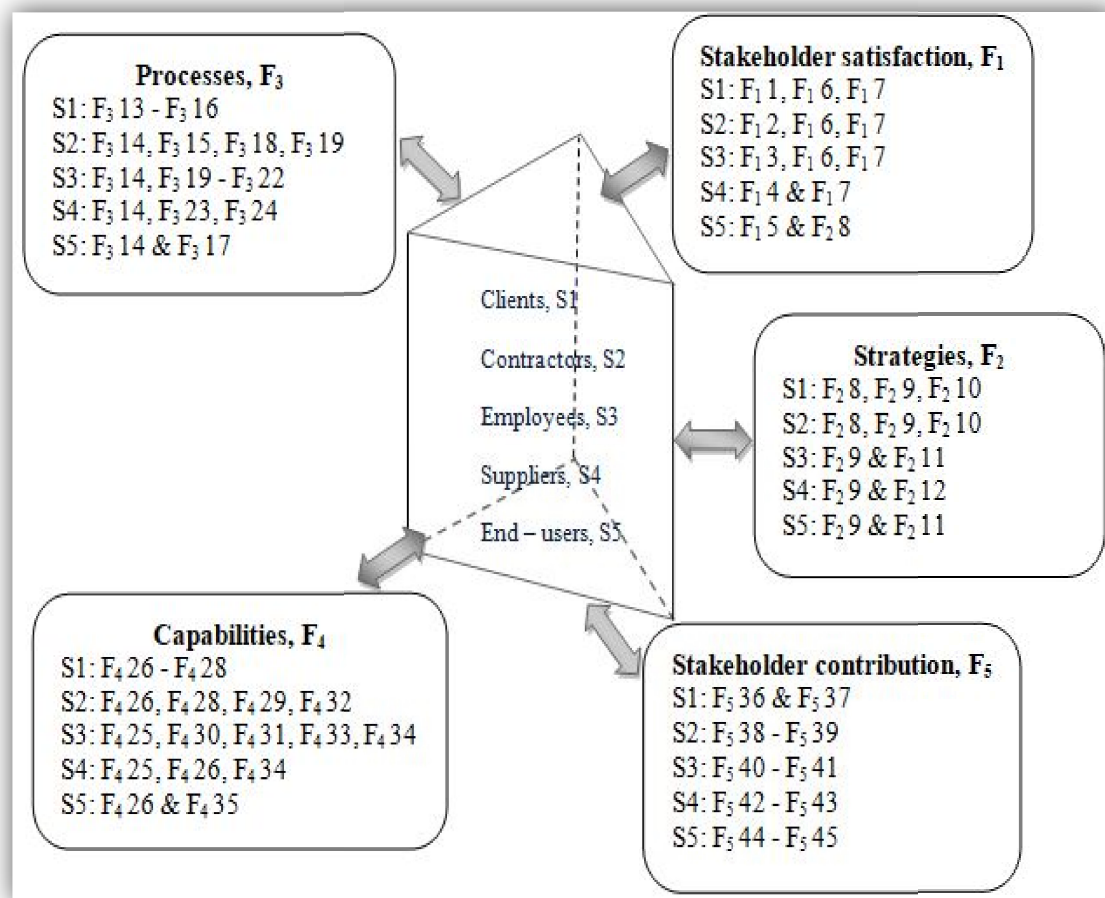 Processes, F₃
S1: F₃ 13 - F₃ 16
S2: F₃ 14, F₃ 15, F₃ 18, F₃ 19
S3: F₃ 14, F₃ 19 - F₃ 22
S4: F₃ 14, F₃ 23, F₃ 24
S5: F₃ 14 & F₃ 17
Stakeholder satisfaction, F₁
S1: F₁ 1, F₁ 6, F₁ 7
S2: F₁ 2, F₁ 6, F₁ 7
S3: F₁ 3, F₁ 6, F₁ 7
S4: F₁ 4 & F₁ 7
S5: F₁ 5 & F₂ 8
Clients, S1
Contractors, S2
Employees, S3
Suppliers, S4
End – users, S5
Strategies, F₂
S1: F₂ 8, F₂ 9, F₂ 10
S2: F₂ 8, F₂ 9, F₂ 10
S3: F₂ 9 & F₂ 11
S4: F₂ 9 & F₂ 12
S5: F₂ 9 & F₂ 11
Capabilities, F₄
S1: F₄ 26 - F₄ 28
S2: F₄ 26, F₄ 28, F₄ 29, F₄ 32
S3: F₄ 25, F₄ 30, F₄ 31, F₄ 33, F₄ 34
S4: F₄ 25, F₄ 26, F₄ 34
S5: F₄ 26 & F₄ 35
Stakeholder contribution, F₅
S1: F₅ 36 & F₅ 37
S2: F₅ 38 - F₅ 39
S3: F₅ 40 - F₅ 41
S4: F₅ 42 - F₅ 43
S5: F₅ 44 - F₅ 45